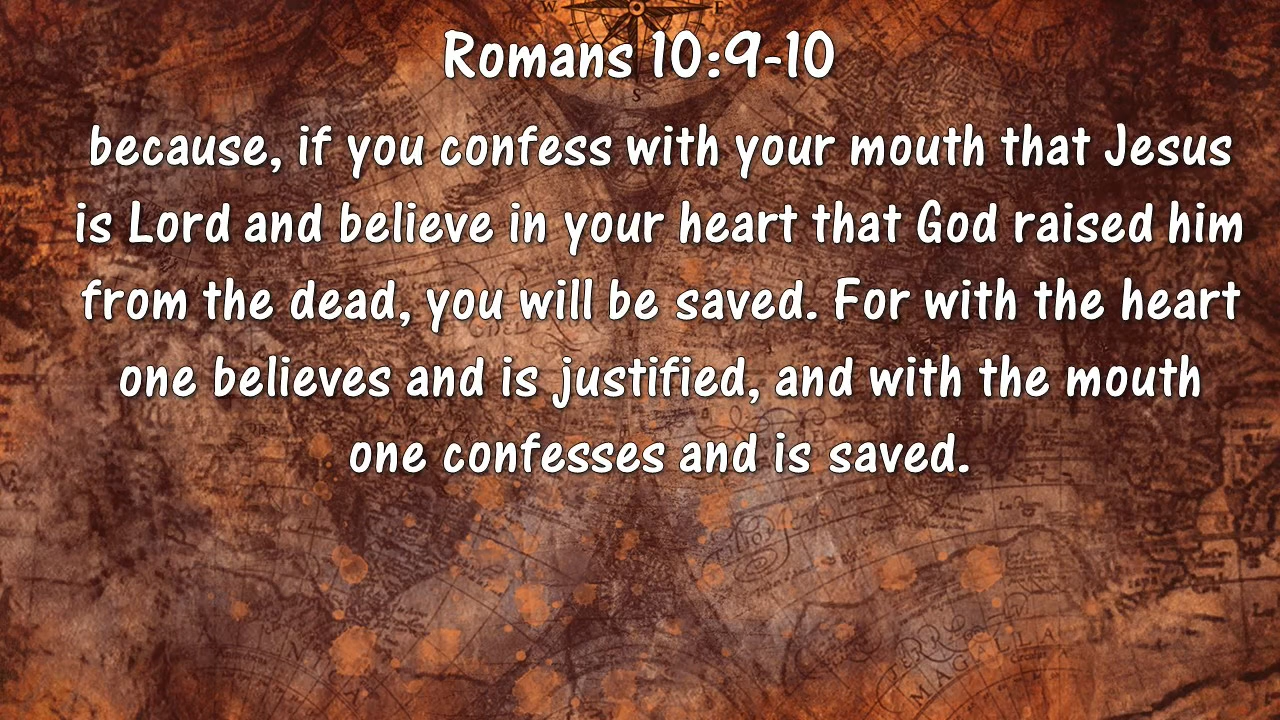 W E
Romans 10:9-10
S
because, if you confess with your mouth that Jesus
is Lord and believe in your heart that God raised him
from the dead, you will be saved. For with the heart
one believes and is justified, and with the mouth
one confesses and is saved.
MAGELLA